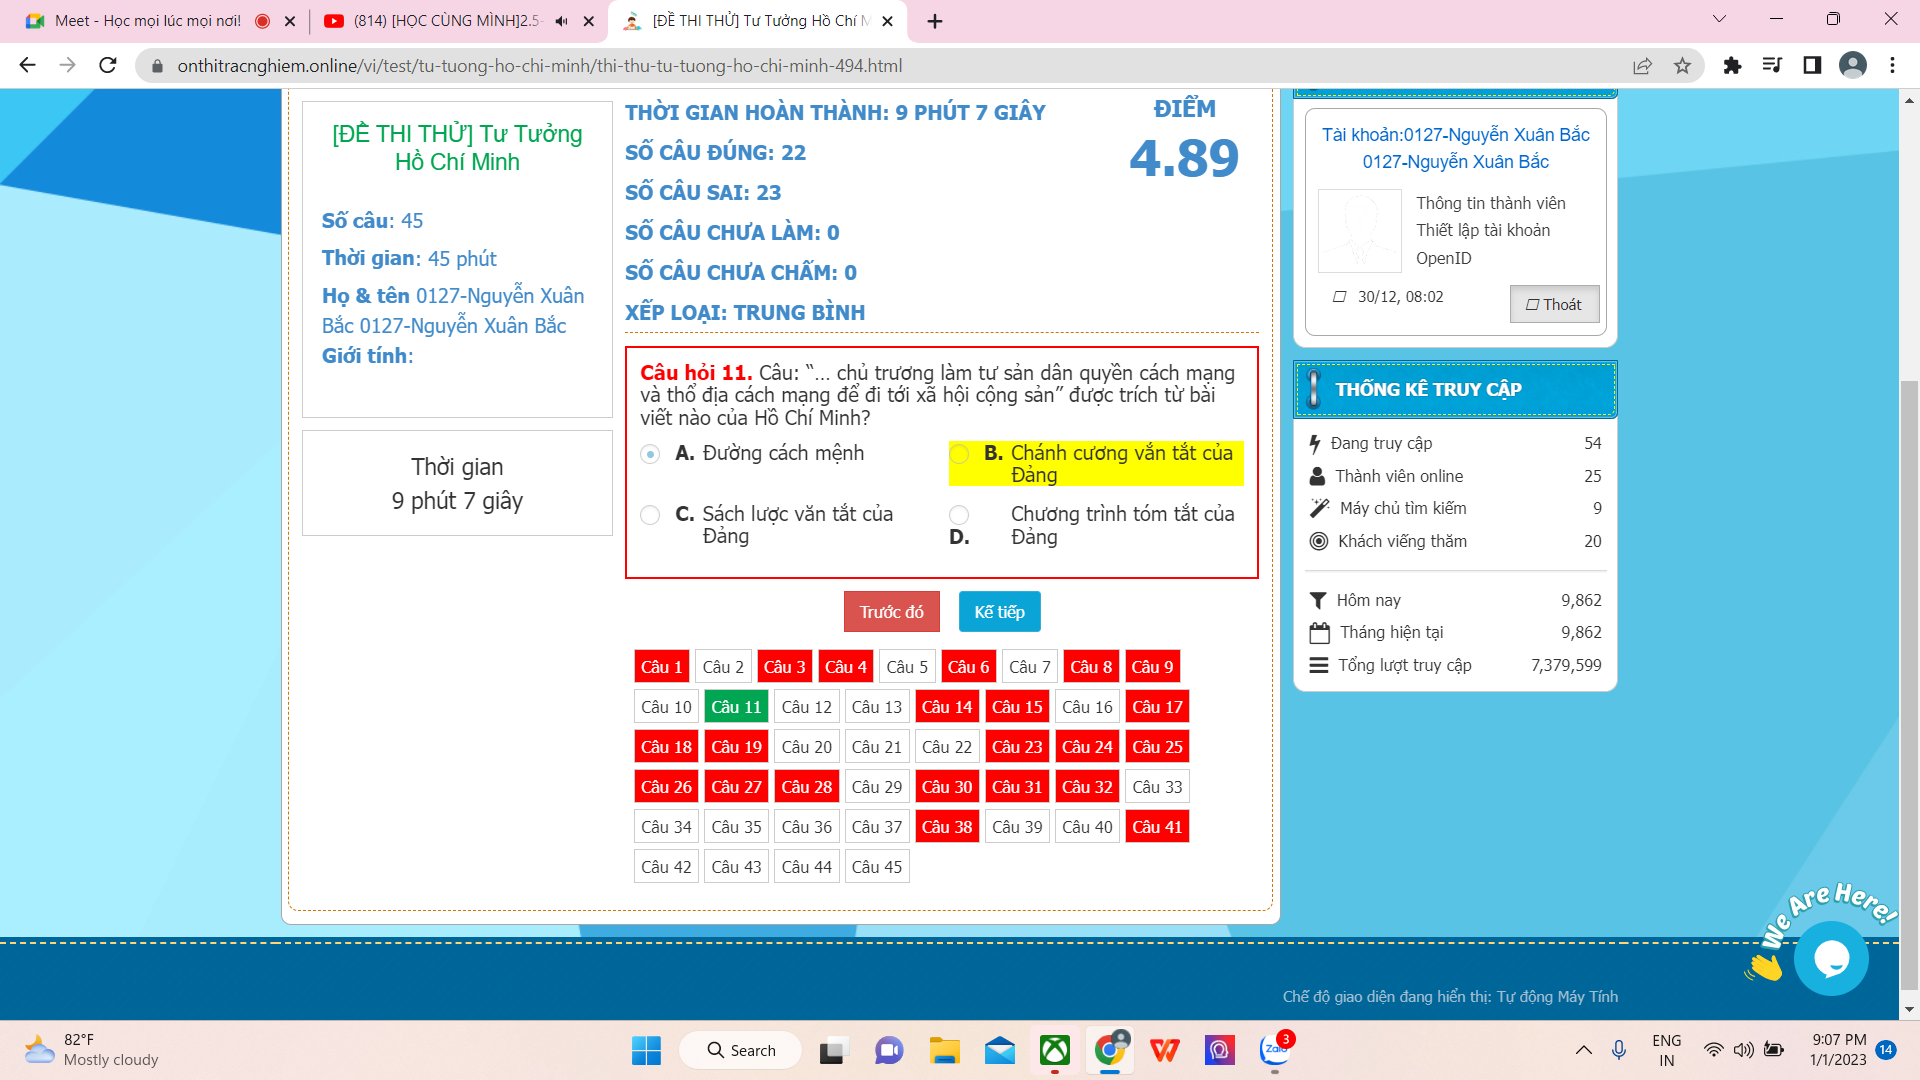 Meet - Học mọi lúc mọi nơi!
(814) [HỌC CÙNG MÌNH]2.5-
[ĐỀ THI THỬ] Tư Tưởng Hồ Chí M
onthitracnghiem.online/vi/test/tu-tuong-ho-chi-minh/thi-thu-tu-tuong-ho-chi-minh-494.html
[ĐỀ THI THỬ] Tư Tưởng
Hồ Chí Minh
Số câu: 45
Thời gian: 45 phút
Họ & tên 0127-Nguyễn Xuân
Bắc 0127-Nguyễn Xuân Bắc
Giới tính:
Thời gian
9 phút 7 giây
THỜI GIAN HOÀN THÀNH: 9 PHÚT 7 GIÂY
SỐ CÂU ĐÚNG: 22
SỐ CÂU SAI: 23
SỐ CÂU CHƯA LÀM: 0
SỐ CÂU CHƯA CHẤM: 0
XẾP LOẠI: TRUNG BÌNH
ĐIỂM
4.89
Câu hỏi 11. Câu: “... chủ trương làm tư sản dân quyền cách mạng
và thổ địa cách mạng để đi tới xã hội cộng sản” được trích từ bài
viết nào của Hồ Chí Minh?
A. Đường cách mệnh
B. Chánh cương vắn tắt của
Đảng
C. Sách lược văn tắt của
Đảng
Chương trình tóm tắt của
D. Đảng
Trước đó Kế tiếp
Câu 1 Câu 2 Câu 3 Câu 4 Câu 5 Câu 6 Câu 7 Câu 8 Câu 9
Câu 10 Câu 11 Câu 12 Câu 13 Câu 14 Câu 15 Câu 16 Câu 17
Câu 18 Câu 19 Câu 20 Câu 21 Câu 22 Câu 23 Câu 24 Câu 25
Câu 26 Câu 27 Câu 28 Câu 29 Câu 30 Câu 31 Câu 32 Câu 33
Câu 34 Câu 35 Câu 36 Câu 37 Câu 38 Câu 39 Câu 40 Câu 41
Câu 42 Câu 43 Câu 44 Câu 45
Tài khoản:0127-Nguyễn Xuân Bắc
0127-Nguyễn Xuân Bắc
Thông tin thành viên
Thiết lập tài khoản
OpenID
30/12, 08:02
Thoát
THỐNG KÊ TRUY CẬP
Đang truy cập 54
Thành viên online 25
Máy chủ tìm kiếm 9
Khách viếng thăm 20
Hôm nay 9,862
Tháng hiện tại 9,862
Tổng lượt truy cập 7,379,599
We Are Here!
Chế độ giao diện đang hiển thị: Tự động Máy Tính
82°F
Mostly cloudy
Search
Zalo
3
ENG
IN
9:07 PM
1/1/2023
14